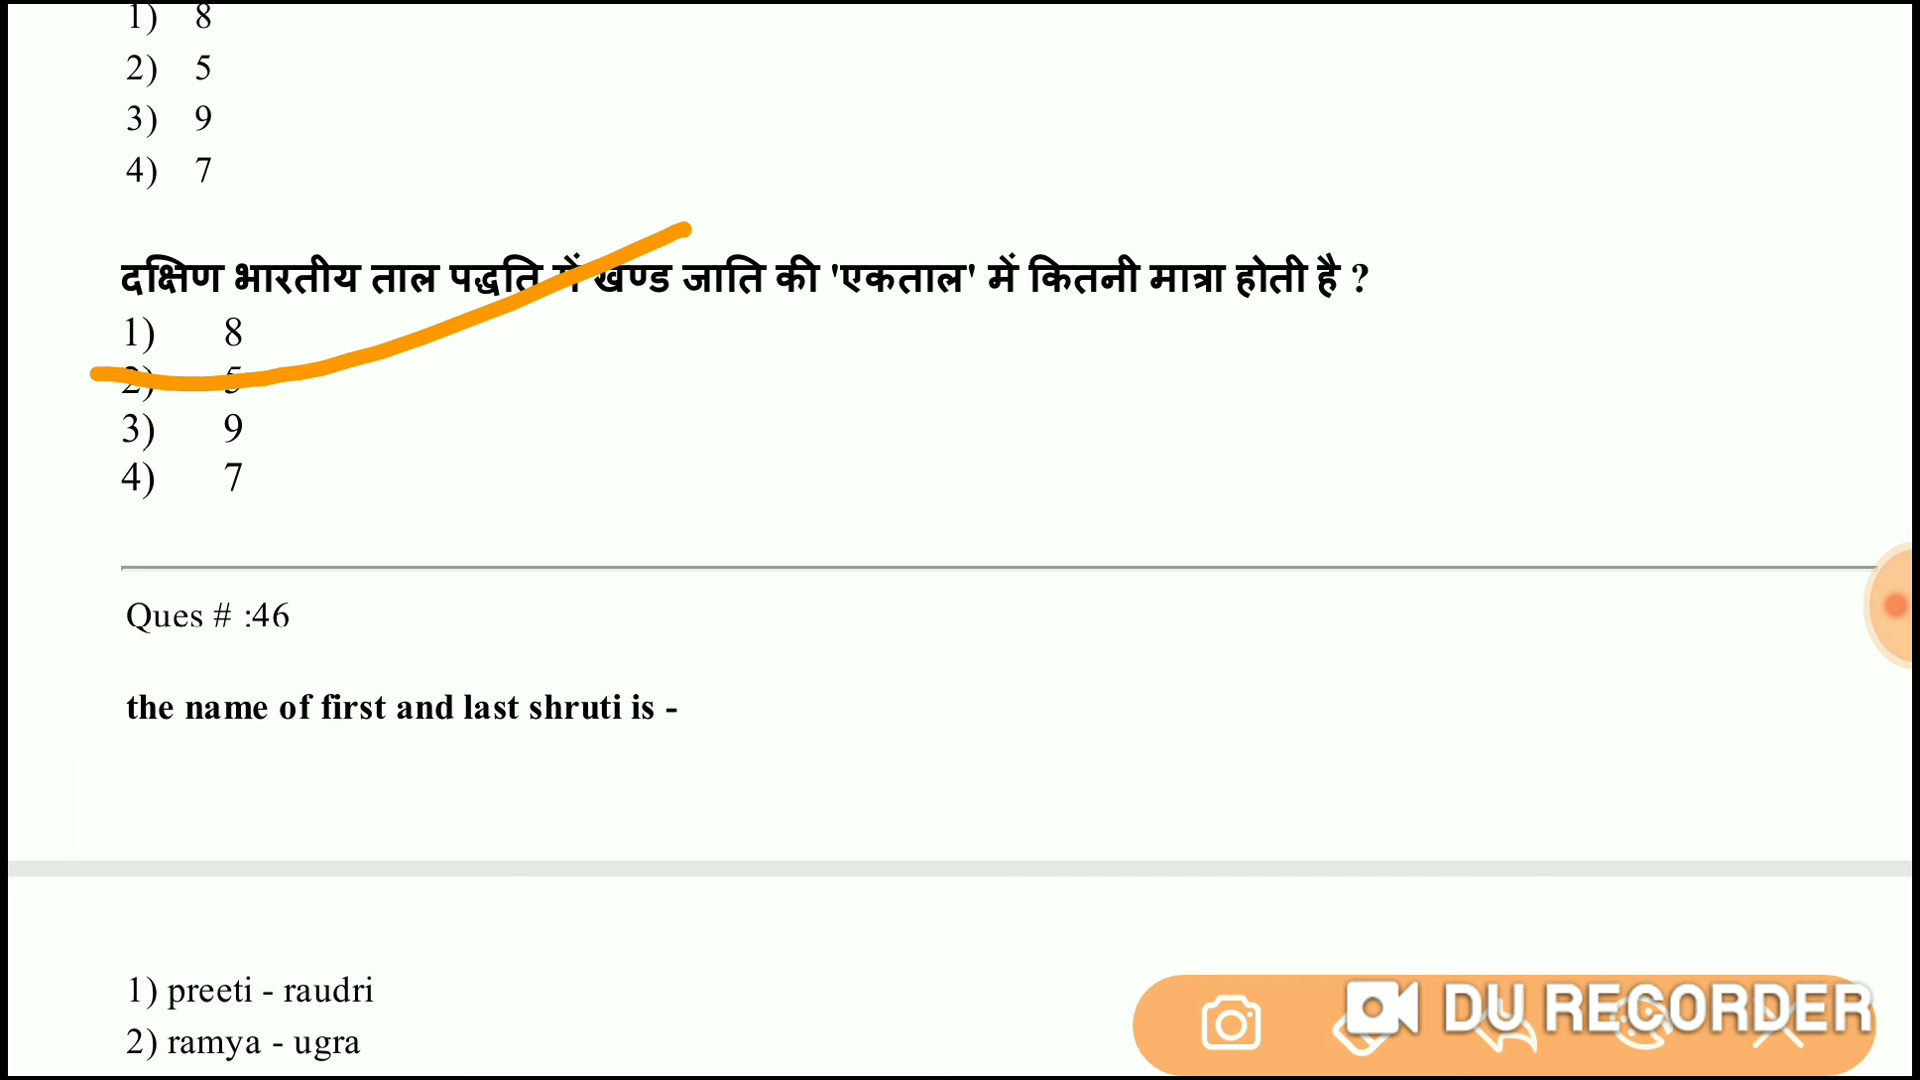 1) 8
2) 5
3) 9
4) 7
दक्षिण भारतीय ताल पद्धति में खण्ड जाति की 'एकताल' में कितनी मात्रा होती है ?
1) 8
2) 5
3) 9
4) 7
Ques # :46
the name of first and last shruti is -
1) preeti - raudri
2) ramya - ugra
DU RECORDER